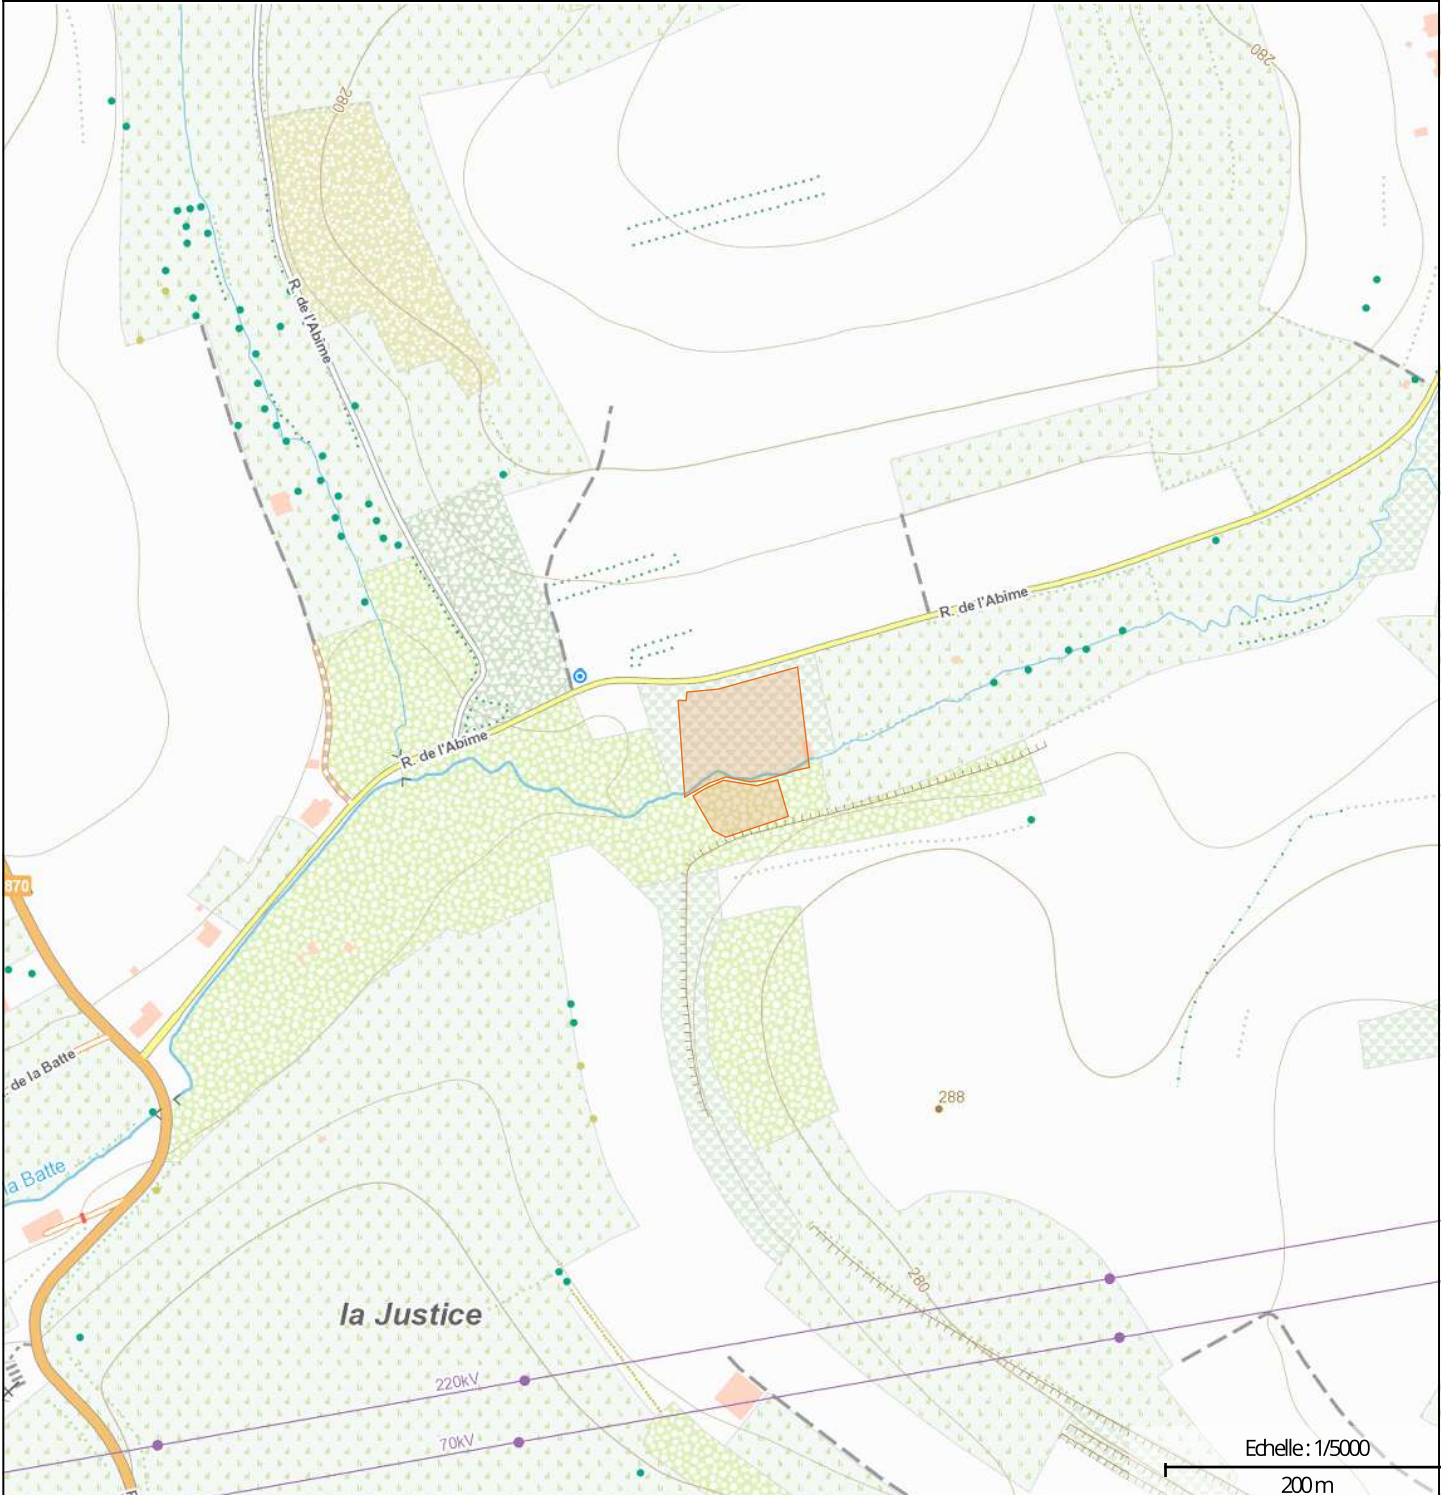 280
280
R. de l'Abime
R. de l'Abime
R. de l'Abime
870
de la Batte
288
la Batte
280
la Justice
220kV
70kV
Echelle : 1/5000
200 m